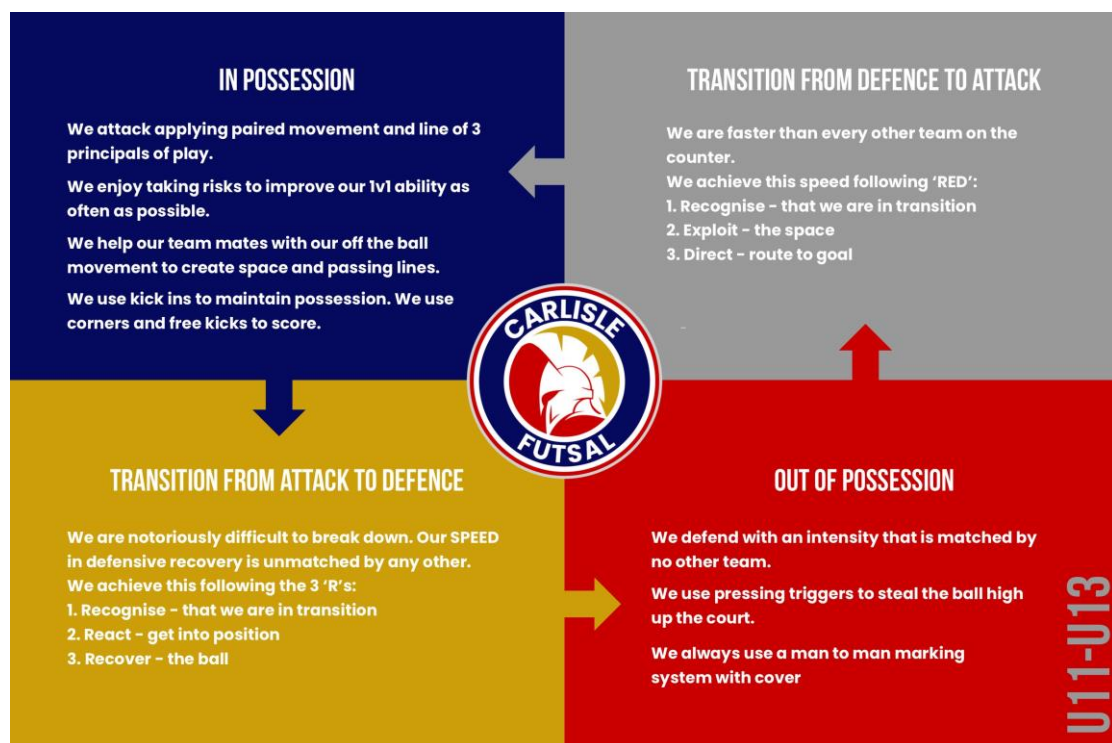 IN POSSESSION
We attack applying paired movement and line of 3
principals of play.
We enjoy taking risks to improve our 1v1 ability as
often as possible.
We help our team mates with our off the ball
movement to create space and passing lines.
We use kick ins to maintain possession. We use
corners and free kicks to score.
TRANSITION FROM DEFENCE TO ATTACK
We are faster than every other team on the
counter.
We achieve this speed following ‘RED’:
1. Recognise - that we are in transition
2. Exploit - the space
3. Direct - route to goal
CARLISLE
FUTSAL
TRANSITION FROM ATTACK TO DEFENCE
We are notoriously difficult to break down. Our SPEED
in defensive recovery is unmatched by any other.
We achieve this following the 3 ‘R’s:
1. Recognise - that we are in transition
2. React - get into position
3. Recover - the ball
OUT OF POSSESSION
We defend with an intensity that is matched by
no other team.
We use pressing triggers to steal the ball high
up the court.
We always use a man to man marking
system with cover
U11-U13